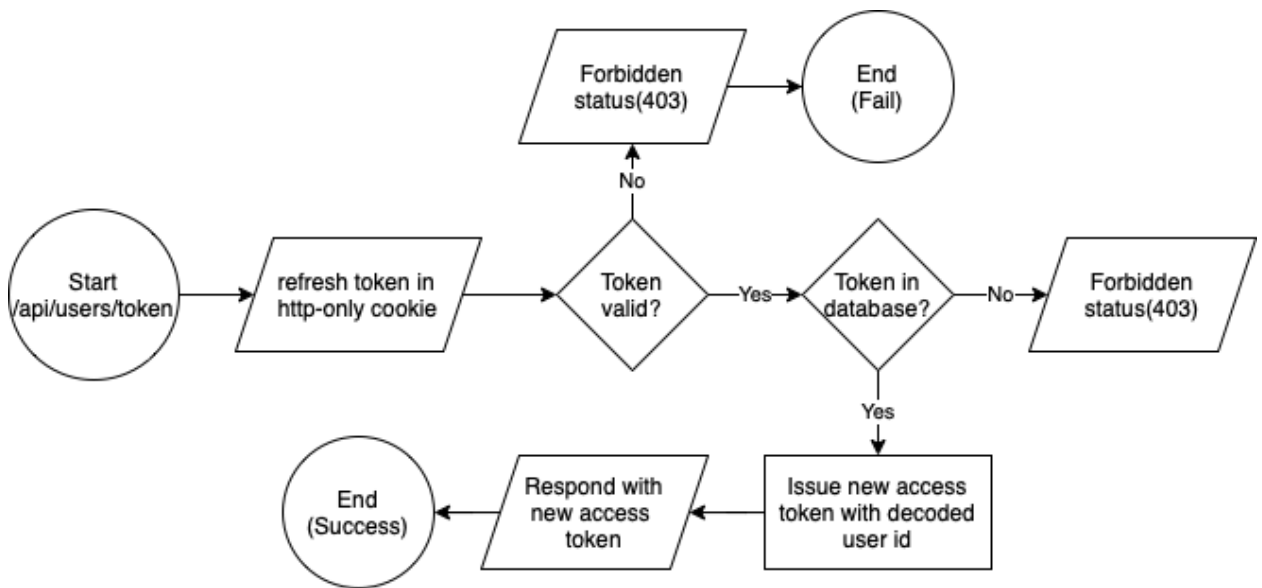 Forbidden
status(403)
End
(Fail)
No
Start
/api/users/token
refresh token in
http-only cookie
Token
valid?
Yes
Token in
database?
No
Forbidden
status(403)
Yes
End
(Success)
Respond with
new access
token
Issue new access
token with decoded
user id